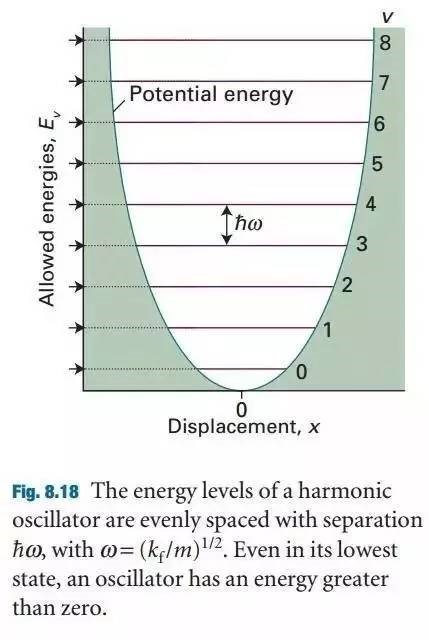 v
8
7
Potential energy
6
5
4
ħω
3
2
1
0
Allowed energies, Eᵥ
0
Displacement, x
Fig. 8.18 The energy levels of a harmonic
oscillator are evenly spaced with separation
ħω, with ω = (k_f/m)^1/2. Even in its lowest
state, an oscillator has an energy greater
than zero.